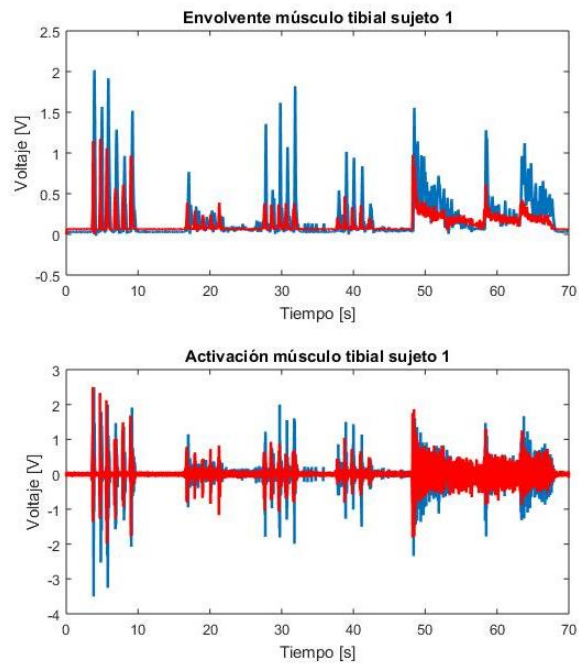 Envolvente músculo tibial sujeto 1
2.5
2
1.5
1
0.5
0
-0.5
Voltaje [V]
0 10 20 30 40 50 60 70
Tiempo [s]
Activación músculo tibial sujeto 1
3
2
1
0
-1
-2
-3
-4
Voltaje [V]
0 10 20 30 40 50 60 70
Tiempo [s]